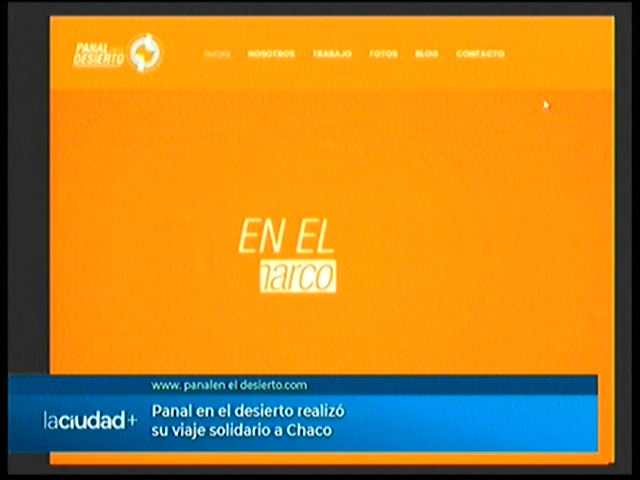 PANAL EN EL
DESIERTO
INICIO NOSOTROS TRABAJO FOTOS BLOG CONTACTO
EN EL
marco
www. panalen el desierto.com
laciudad+
Panal en el desierto realizó
su viaje solidario a Chaco